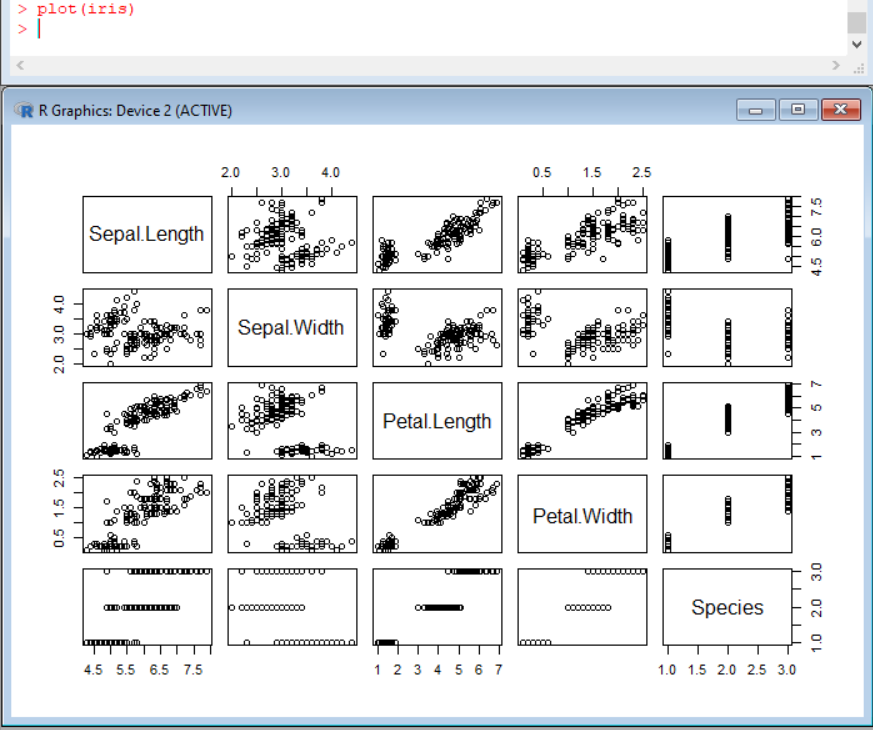 > plot(iris)
>
R Graphics: Device 2 (ACTIVE)
2.0 3.0 4.0 0.5 1.5 2.5
Sepal.Length
4.5 6.0 7.5
2.0 3.0 4.0
Sepal.Width
Petal.Length
1 3 5 7
0.5 1.5 2.5
Petal.Width
Species
1.0 2.0 3.0
4.5 5.5 6.5 7.5 1 2 3 4 5 6 7 1.0 1.5 2.0 2.5 3.0